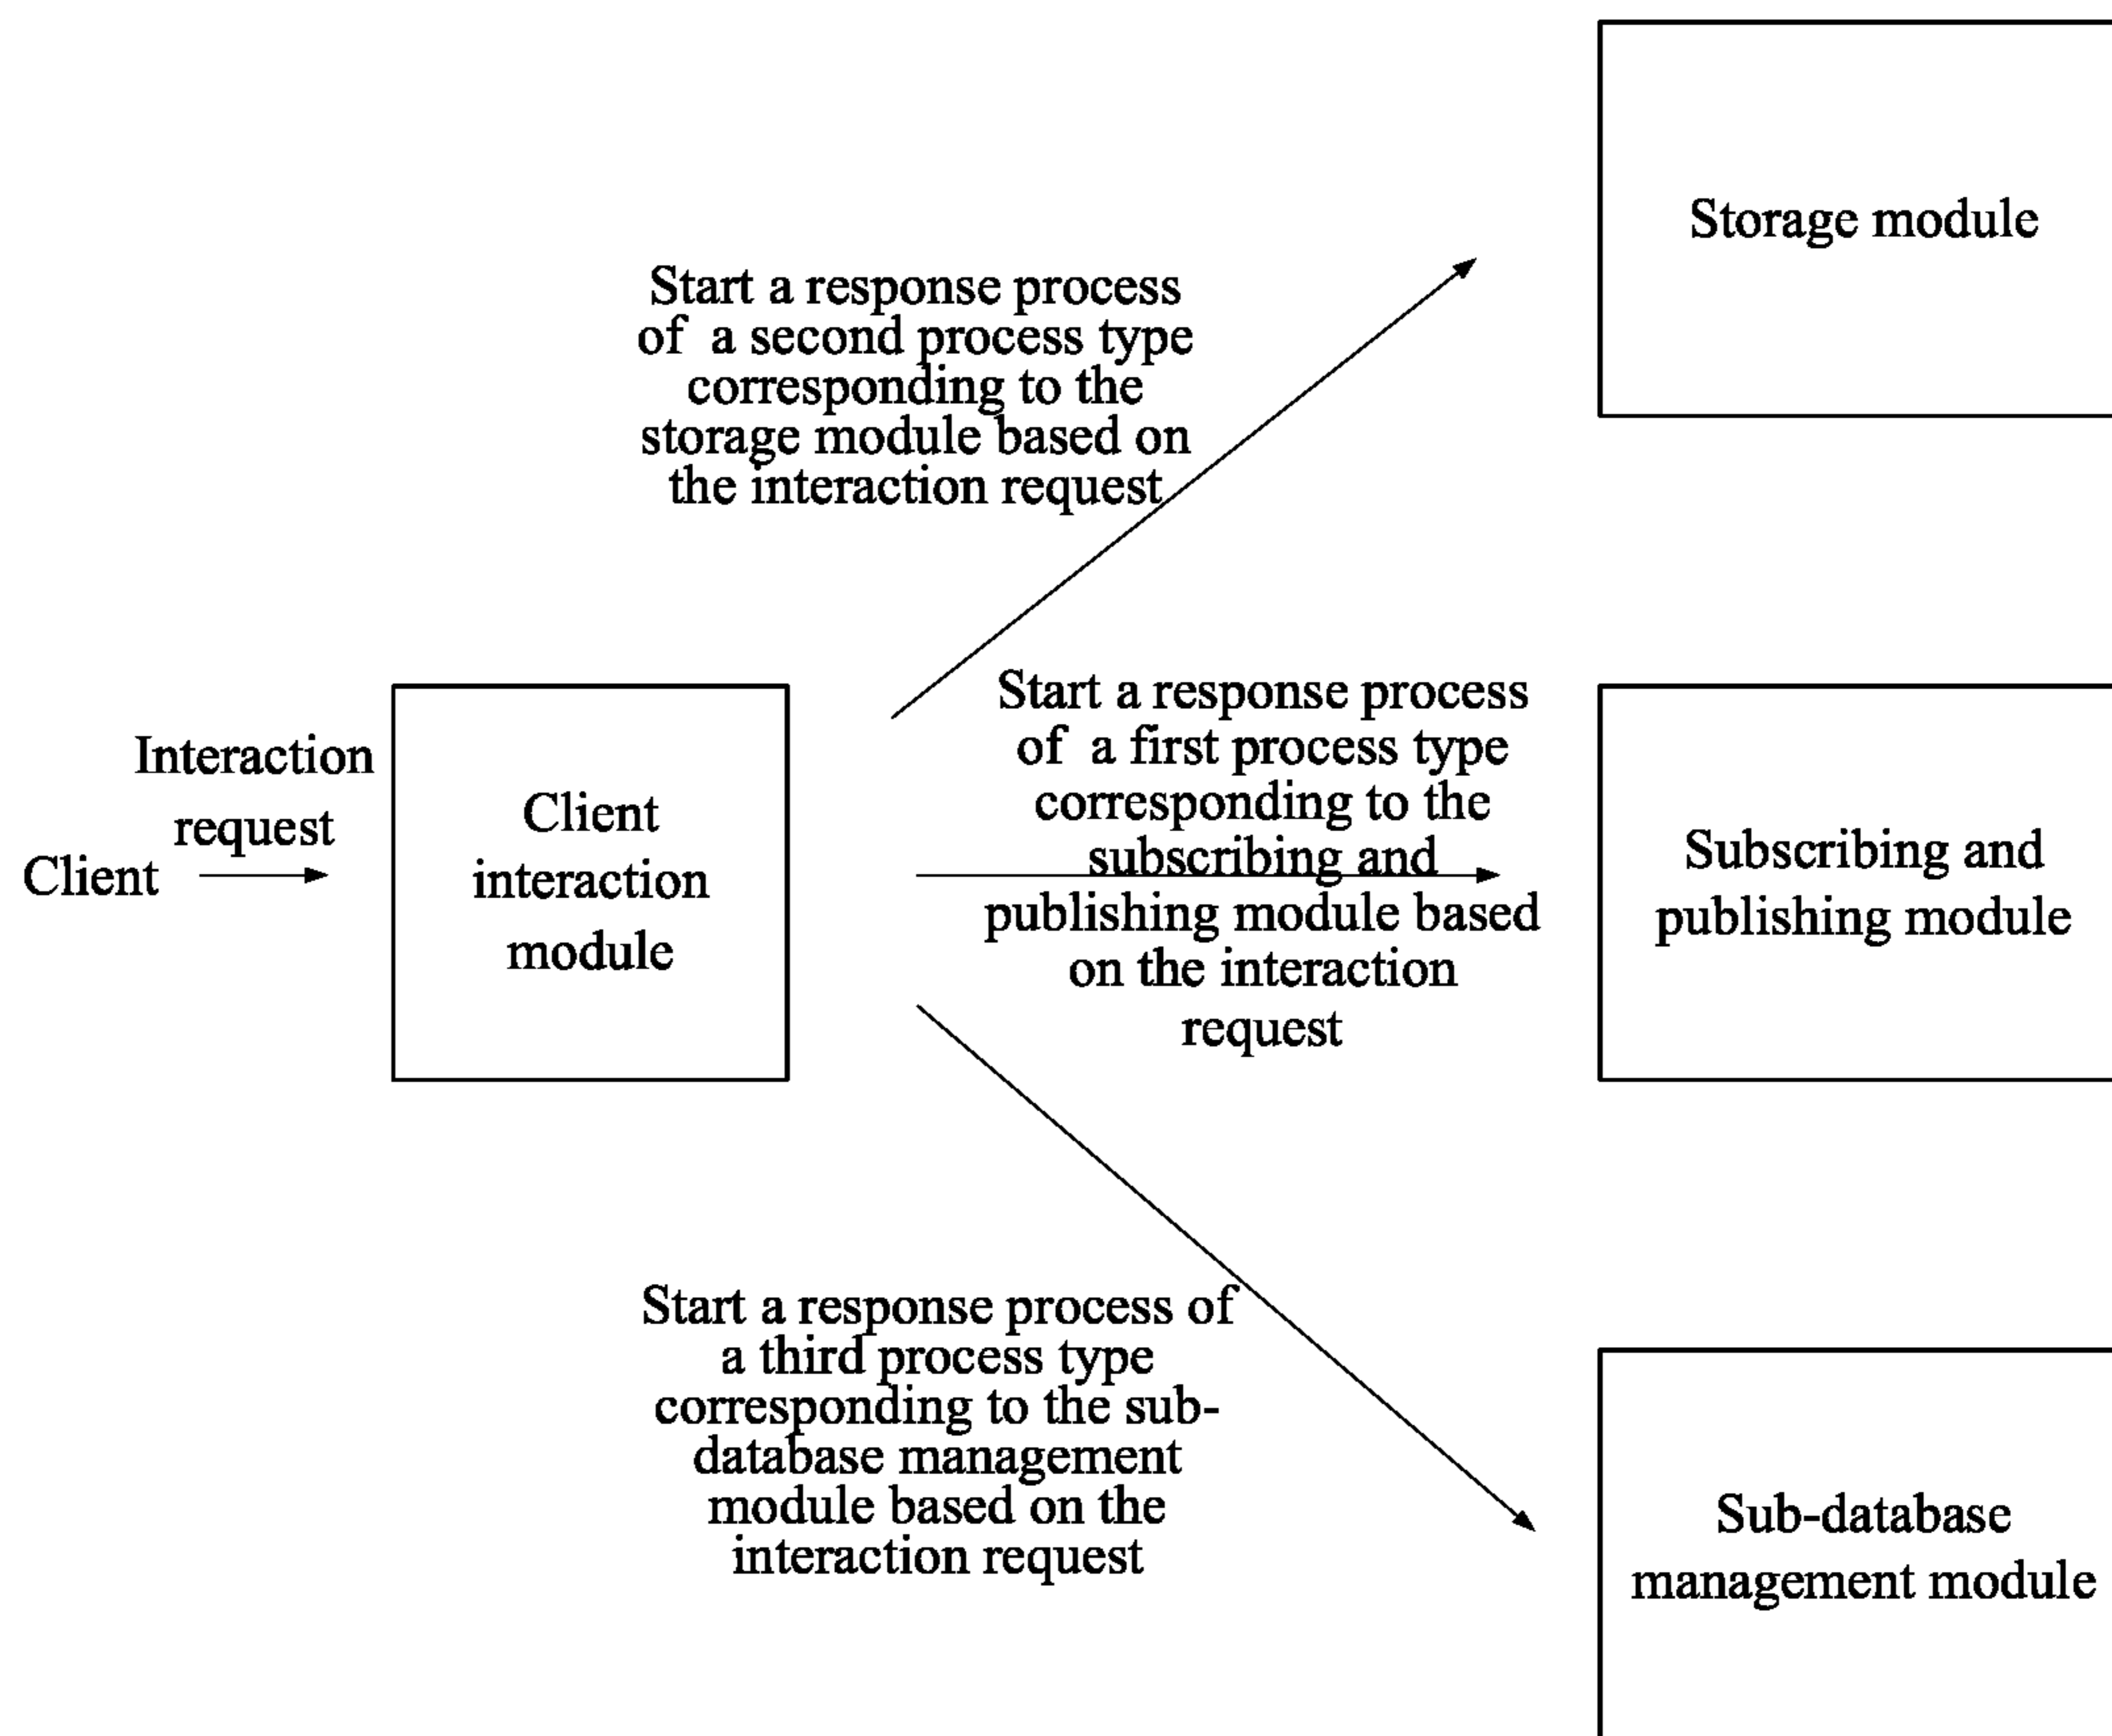 Storage module
Start a response process
of a second process type
corresponding to the
storage module based on
the interaction request
Interaction
request
Client
Client
interaction
module
Start a response process
of a first process type
corresponding to the
subscribing and
publishing module based
on the interaction
request
Subscribing and
publishing module
Start a response process of
a third process type
corresponding to the sub-
database management
module based on the
interaction request
Sub-database
management module